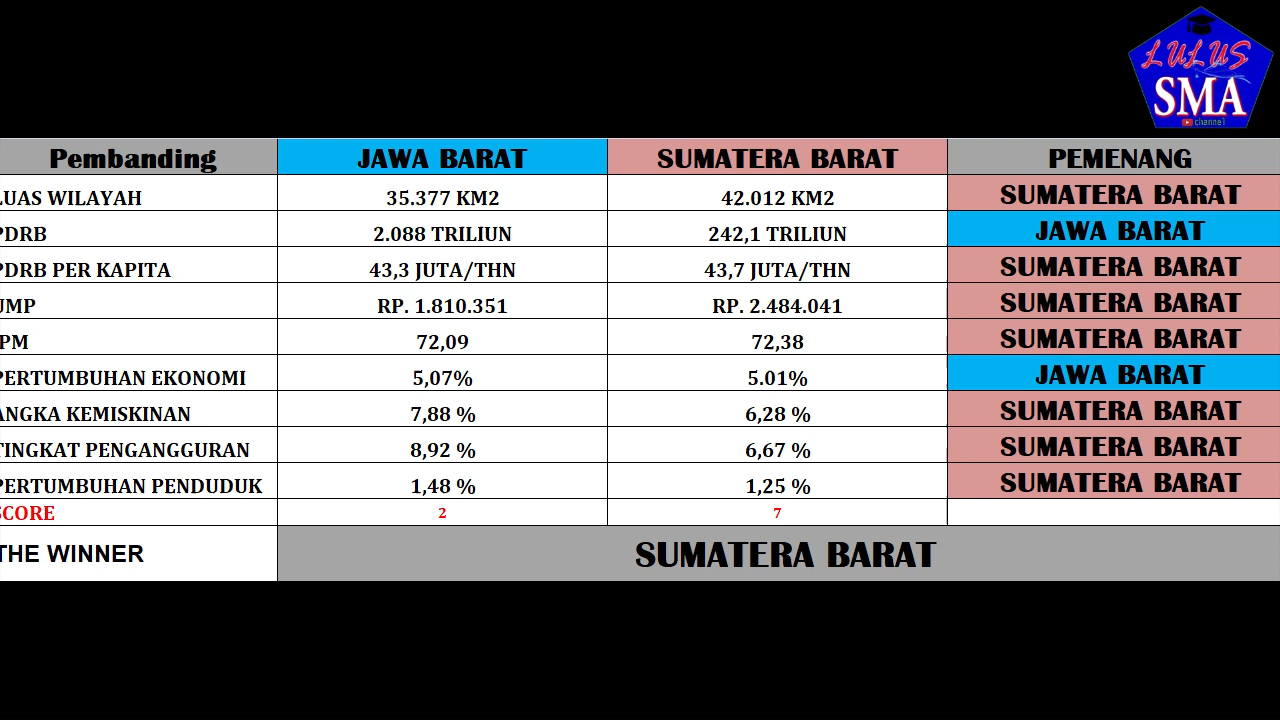 LULUS
SMA
channel
Pembanding JAWA BARAT SUMATERA BARAT PEMENANG
LUAS WILAYAH 35.377 KM2 42.012 KM2 SUMATERA BARAT
PDRB 2.088 TRILIUN 242,1 TRILIUN JAWA BARAT
PDRB PER KAPITA 43,3 JUTA/THN 43,7 JUTA/THN SUMATERA BARAT
UMP RP. 1.810.351 RP. 2.484.041 SUMATERA BARAT
PM 72,09 72,38 SUMATERA BARAT
PERTUMBUHAN EKONOMI 5,07% 5.01% JAWA BARAT
ANGKA KEMISKINAN 7,88 % 6,28 % SUMATERA BARAT
TINGKAT PENGANGGURAN 8,92 % 6,67 % SUMATERA BARAT
PERTUMBUHAN PENDUDUK 1,48 % 1,25 % SUMATERA BARAT
SCORE 2 7
THE WINNER SUMATERA BARAT